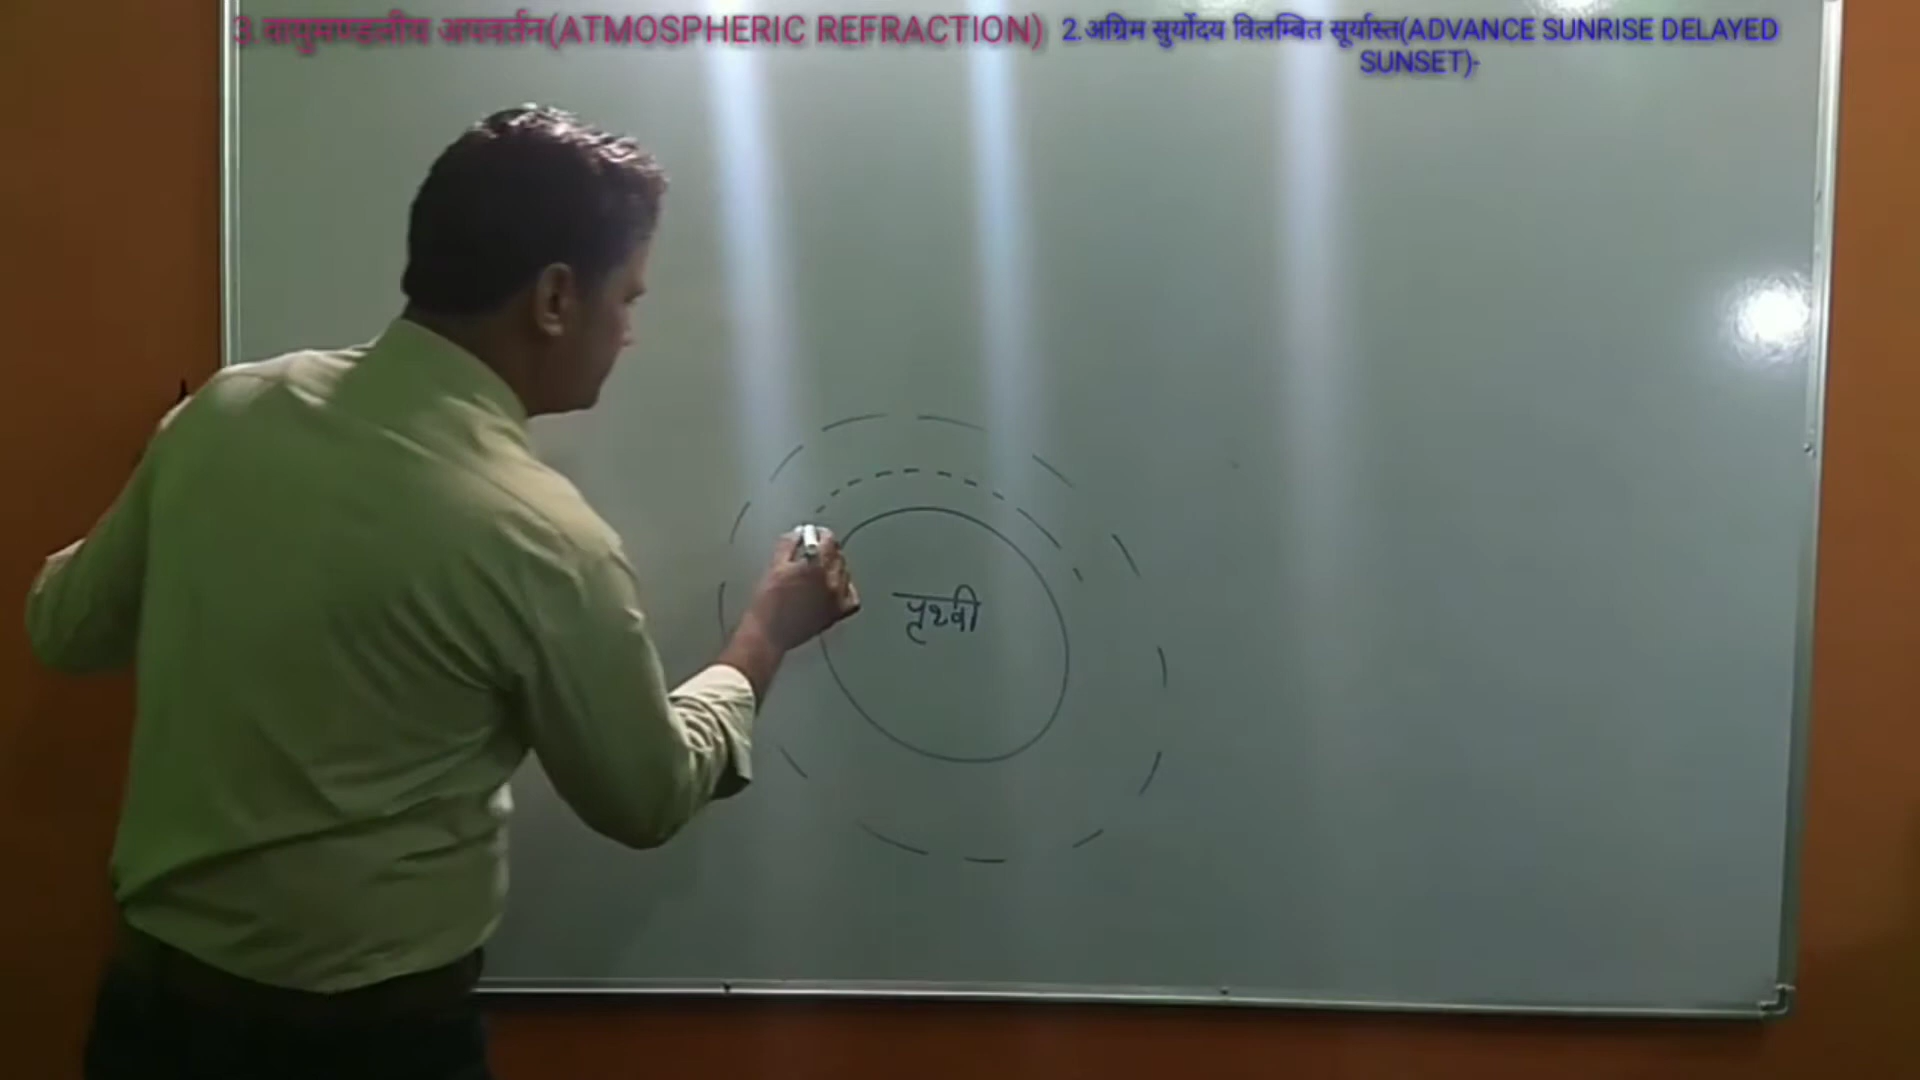 3. वायुमण्डलीय अपवर्तन(ATMOSPHERIC REFRACTION)
2.अग्रिम सुर्योदय विलम्बित सूर्यास्त(ADVANCE SUNRISE DELAYED
SUNSET)-
पृथ्वी